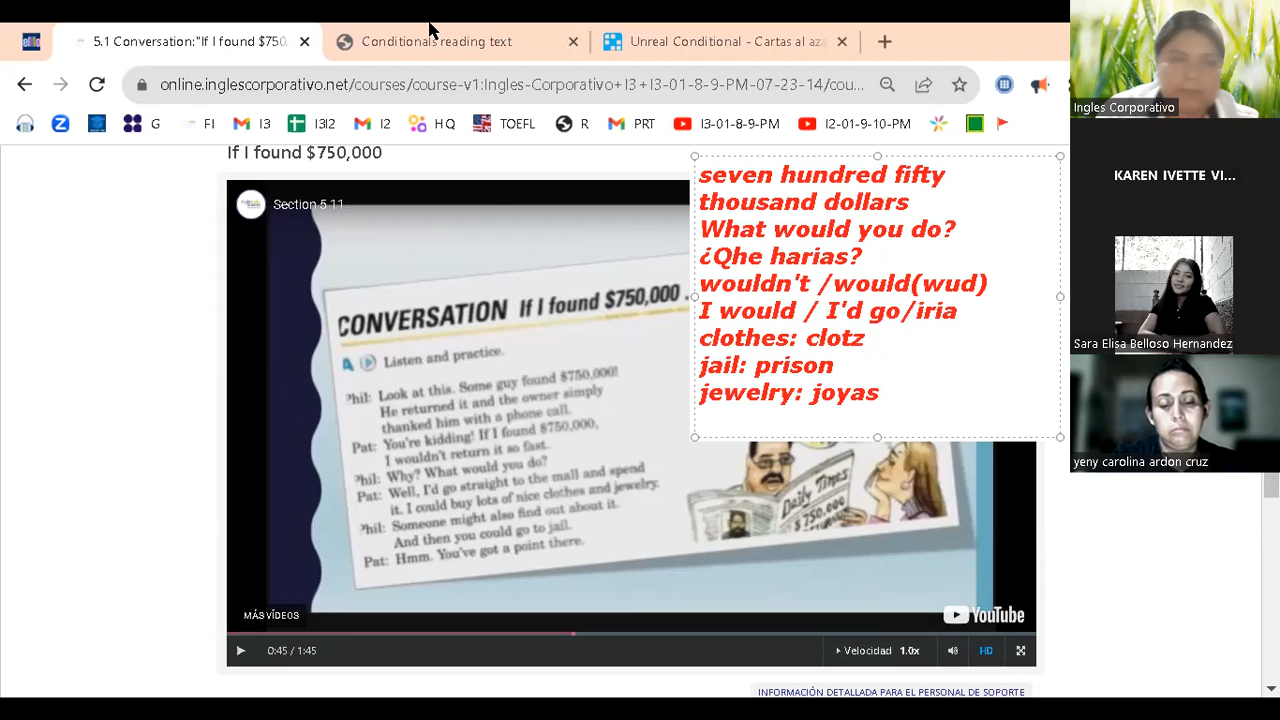 5.1 Conversation:"If I found $750
Conditionals reading text
Unreal Conditional - Cartas al aza
online.inglescorporativo.net/courses/course-v1:Ingles-Corporativo+I3+I3-01-8-9-PM-07-23-14/cou...
G FI I3 I3I2 I2 HQ TOEFL R PRT I3-01-8-9-PM I2-01-9-10-PM
If I found $750,000
Section 5 11
CONVERSATION If I found $750,000
A Listen and practice.
Phil: Look at this. Some guy found $750,000!
He returned it and the owner simply
thanked him with a phone call.
Pat: You're kidding! If I found $750,000,
I wouldn't return it so fast.
Phil: Why? What would you do?
Pat: Well, I'd go straight to the mall and spend
it. I could buy lots of nice clothes and jewelry.
Phil: Someone might also find out about it.
And then you could go to jail.
Pat: Hmm. You've got a point there.
Daily Times
$750,000
seven hundred fifty
thousand dollars
What would you do?
¿Qhe harias?
wouldn't /would(wud)
I would / I'd go/iria
clothes: clotz
jail: prison
jewelry: joyas
MÁS VÍDEOS
YouTube
0:45 / 1:45
Velocidad 1.0x
HD
INFORMACIÓN DETALLADA PARA EL PERSONAL DE SOPORTE
Ingles Corporativo
KAREN IVETTE VI...
Sara Elisa Belloso Hernandez
yeny carolina ardon cruz